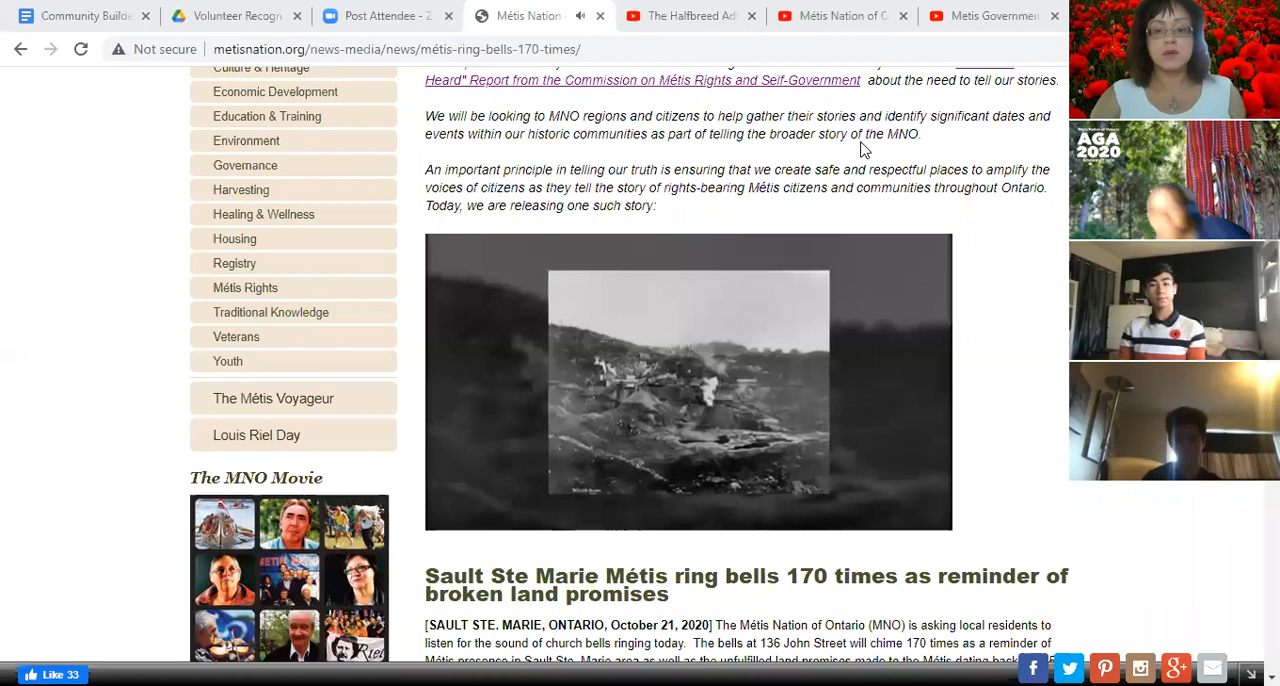 Community Builde
Volunteer Recogn
Post Attendee - Z
Métis Nation
The Halfbreed Adl
Métis Nation of O
Metis Governmen
Not secure
metisnation.org/news-media/news/metis-ring-bells-170-times/
Culture & Heritage
Economic Development
Education & Training
Environment
Governance
Harvesting
Healing & Wellness
Housing
Registry
Métis Rights
Traditional Knowledge
Veterans
Youth
The Métis Voyageur
Louis Riel Day
The MNO Movie
Heard: Report from the Commission on Métis Rights and Self-Government about the need to tell our stories.
We are looking to MNO regions and citizens to help gather their stories and identify significant dates and
events within our historic communities as part of telling the broader story of the MNO.
An important principle of telling our truth is ensuring that we create safe and respectful places to amplify the
voices of others as they tell the story of rights-bearing Métis citizens and communities throughout Ontario.
Today, we are releasing one such story:
Sault Ste Marie Métis ring bells 170 times as reminder of
broken land promises
[SAULT STE. MARIE, ONTARIO, October 21, 2020] The Métis Nation of Ontario (MNO) is asking local residents to
listen for the sound of church bells ringing today. The bells at 136 John Street will chime 170 times as a reminder of
Like 33
AGA
2020